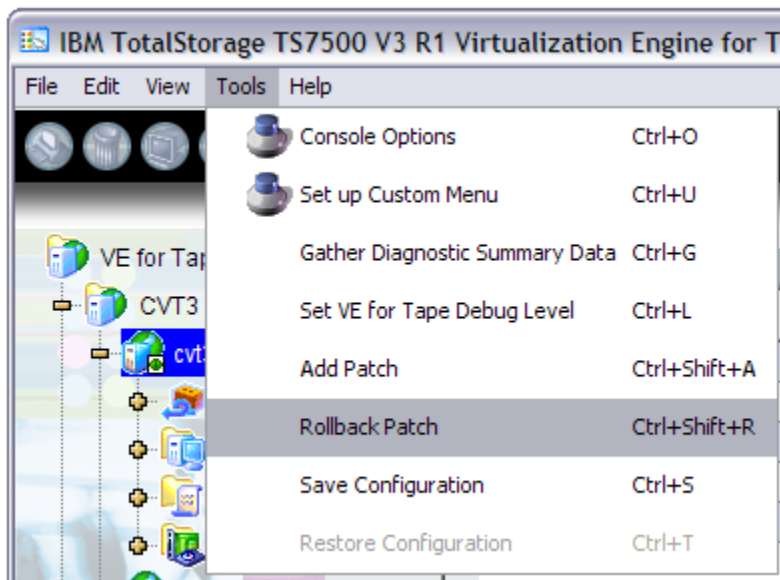 IBM TotalStorage TS7500 V3 R1 Virtualization Engine for
File Edit View Tools Help
Console Options Ctrl+O
Set up Custom Menu Ctrl+U
Gather Diagnostic Summary Data Ctrl+G
Set VE for Tape Debug Level Ctrl+L
Add Patch Ctrl+Shift+A
Rollback Patch Ctrl+Shift+R
Save Configuration Ctrl+S
Restore Configuration Ctrl+T
VE for
CVT3